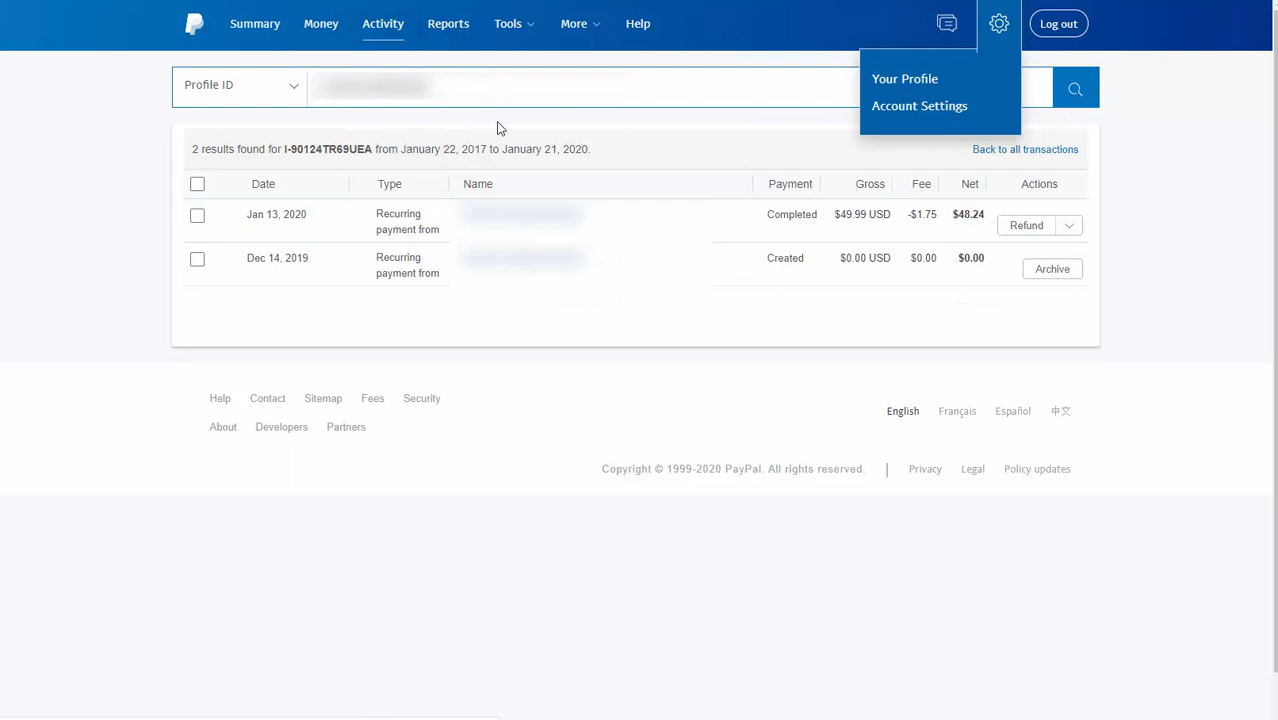 Summary Money Activity Reports Tools More Help Log out
Your Profile
Account Settings
Profile ID
2 results found for I-90124TR69UEA from January 22, 2017 to January 21, 2020. Back to all transactions
Date Type Name Payment Gross Fee Net Actions
Jan 13, 2020 Recurring payment from Completed $49.99 USD -$1.75 $48.24 Refund
Dec 14, 2019 Recurring payment from Created $0.00 USD $0.00 $0.00 Archive
Help Contact Sitemap Fees Security
English Français Español 中文
About Developers Partners
Copyright © 1999-2020 PayPal. All rights reserved. | Privacy Legal Policy updates